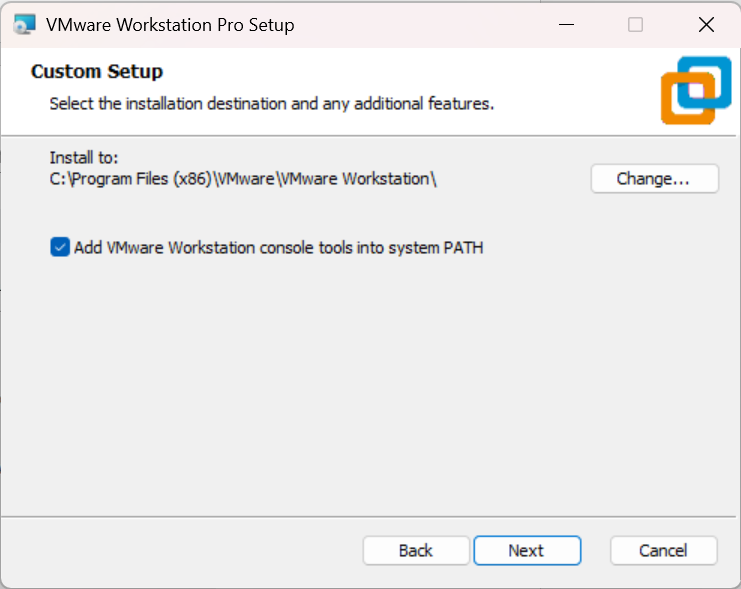 VMware Workstation Pro Setup
Custom Setup
Select the installation destination and any additional features.
Install to:
C:\Program Files (x86)\VMware\VMware Workstation\
Change...
Add VMware Workstation console tools into system PATH
Back
Next
Cancel